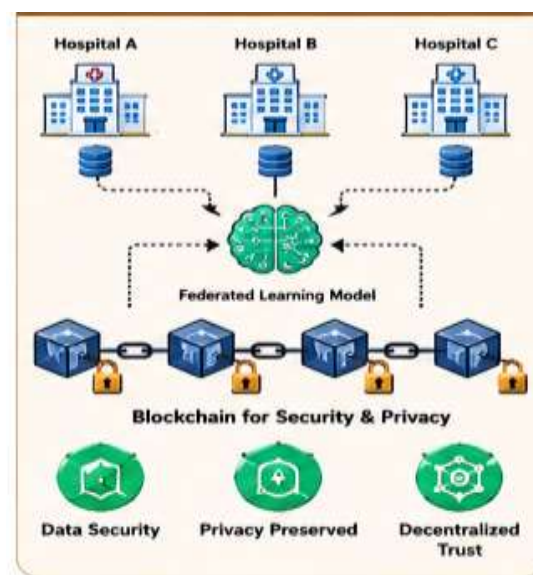 Hospital A
Hospital B
Hospital C
Federated Learning Model
Blockchain for Security & Privacy
Data Security
Privacy Preserved
Decentralized
Trust